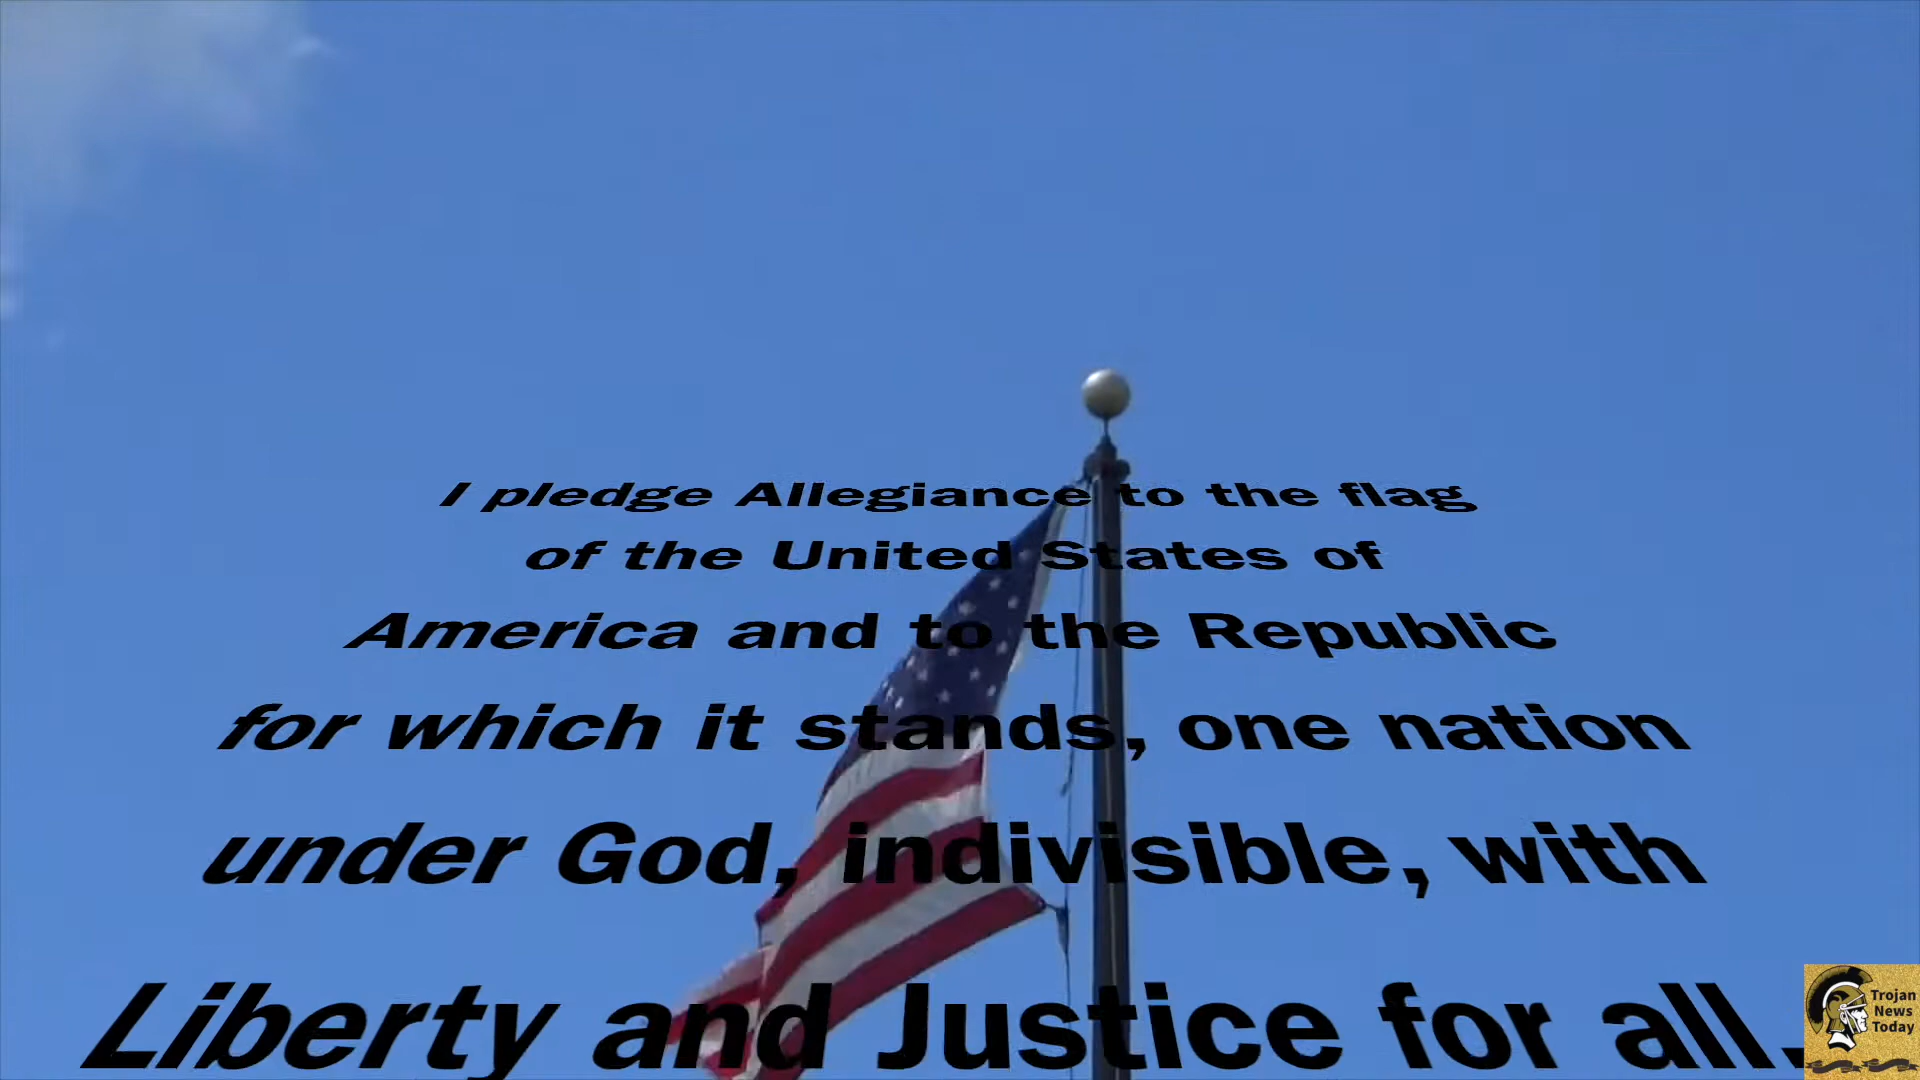 I pledge Allegiance to the flag
of the United States of
America and to the Republic
for which it stands, one nation
under God, indivisible, with
Liberty and Justice for all.
Trojan
News
Today